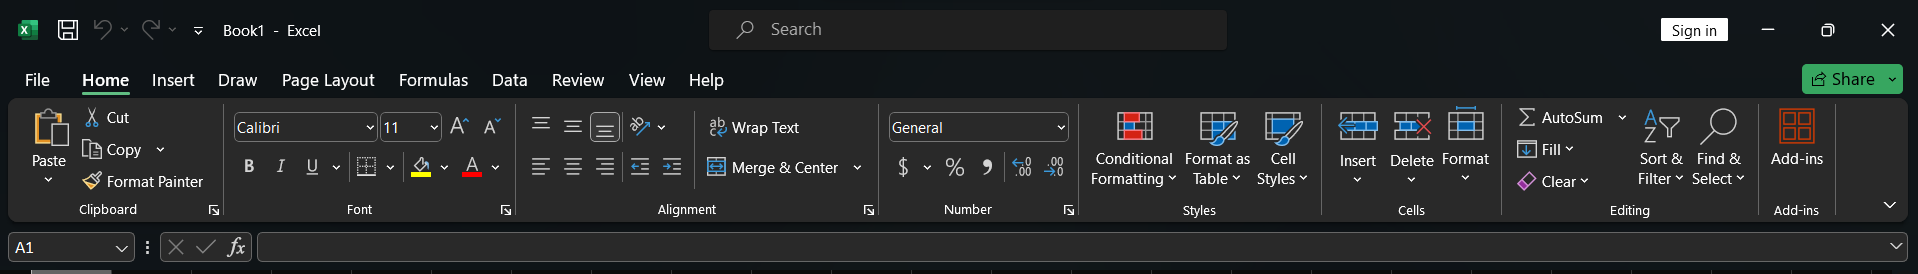 Book1 - Excel
Search
Sign in
File Home Insert Draw Page Layout Formulas Data Review View Help
Share
Paste
Cut
Copy
Format Painter
Clipboard
Calibri 11
B I U A
Font
Wrap Text
Merge & Center
Alignment
General
$ % , .00 .00
Number
Conditional Formatting
Format as Table
Cell Styles
Styles
Insert
Delete
Format
Cells
AutoSum
Fill
Clear
Sort & Filter
Find & Select
Editing
Add-ins
Add-ins
A1
fx